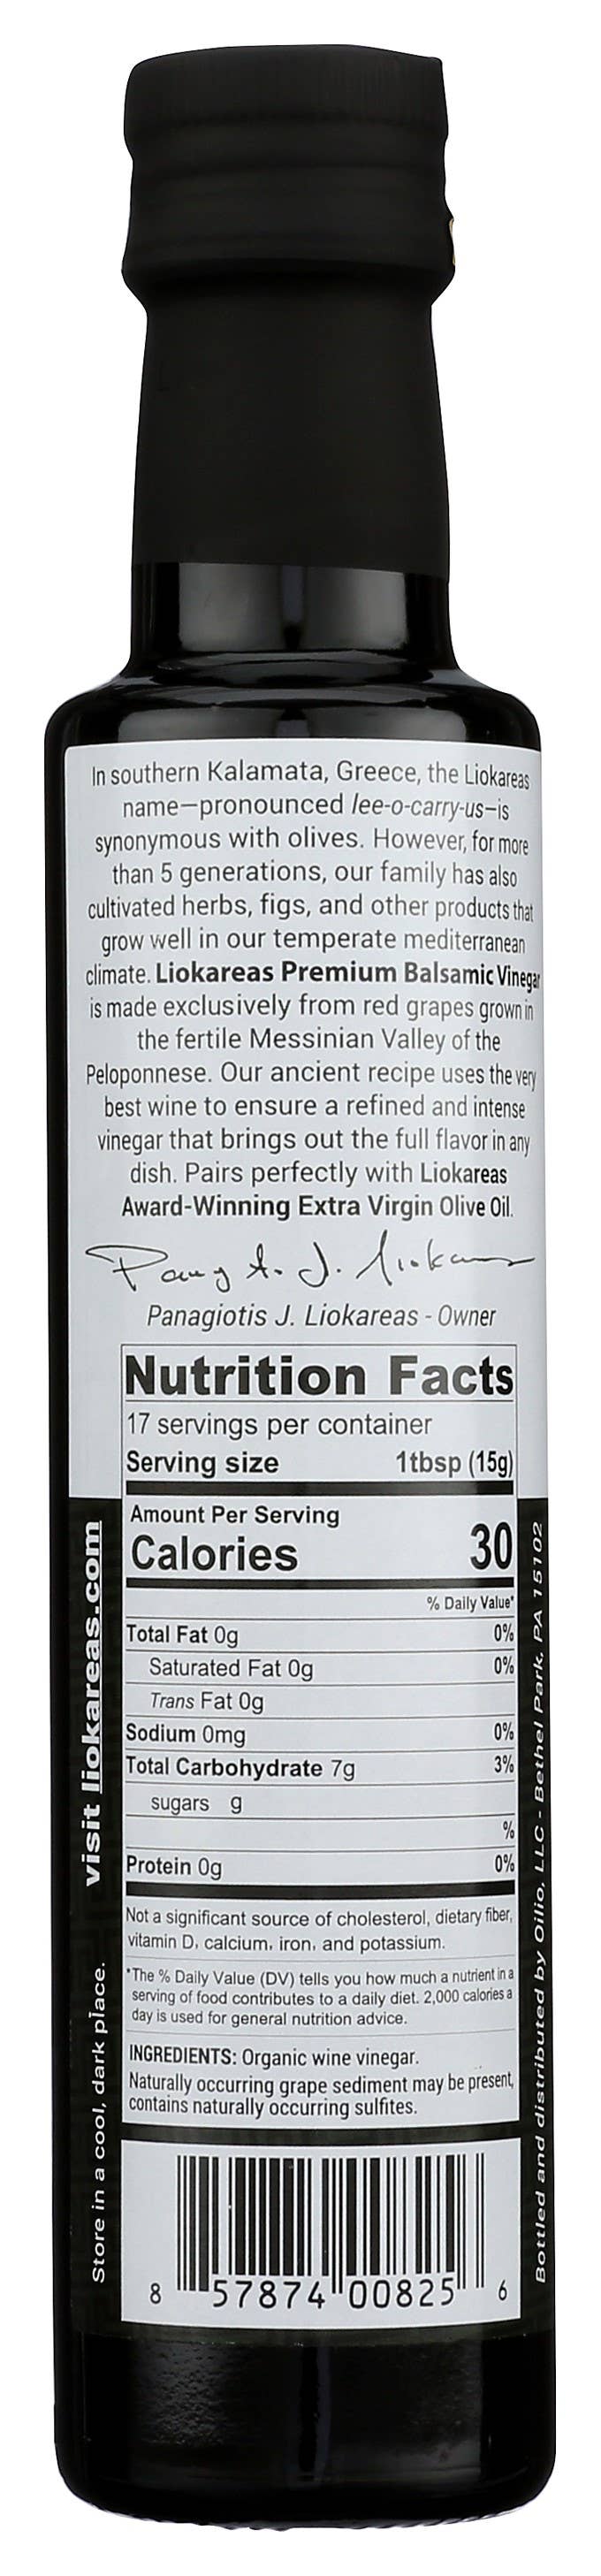 In southern Kalamata, Greece, the Liokareas
name—pronounced lee-o-carry-us—is
synonymous with olives. However, for more
than 5 generations, our family has also
cultivated herbs, figs, and other products that
grow well in our temperate mediterranean
climate. Liokareas Premium Balsamic Vinegar
is made exclusively from red grapes grown in
the fertile Messinian Valley of the
Peloponnese. Our ancient recipe uses the very
best wine to ensure a refined and intense
vinegar that brings out the full flavor in any
dish. Pairs perfectly with Liokareas
Award-Winning Extra Virgin Olive Oil.
Panagiotis J. Liokareas - Owner
Nutrition Facts
17 servings per container
Serving size 1tbsp (15g)
Amount Per Serving
Calories 30
% Daily Value*
Total Fat 0g 0%
Saturated Fat 0g 0%
Trans Fat 0g
Sodium 0mg 0%
Total Carbohydrate 7g 3%
sugars g
%
Protein 0g 0%
Not a significant source of cholesterol, dietary fiber,
vitamin D, calcium, iron, and potassium.
*The % Daily Value (DV) tells you how much a nutrient in a
serving of food contributes to a daily diet. 2,000 calories a
day is used for general nutrition advice.
INGREDIENTS: Organic wine vinegar.
Naturally occurring grape sediment may be present,
contains naturally occurring sulfites.
8 57874 00825 6
Store in a cool, dark place. visit liokareas.com
Bottled and distributed by Oilio, LLC - Bethel Park, PA 15102